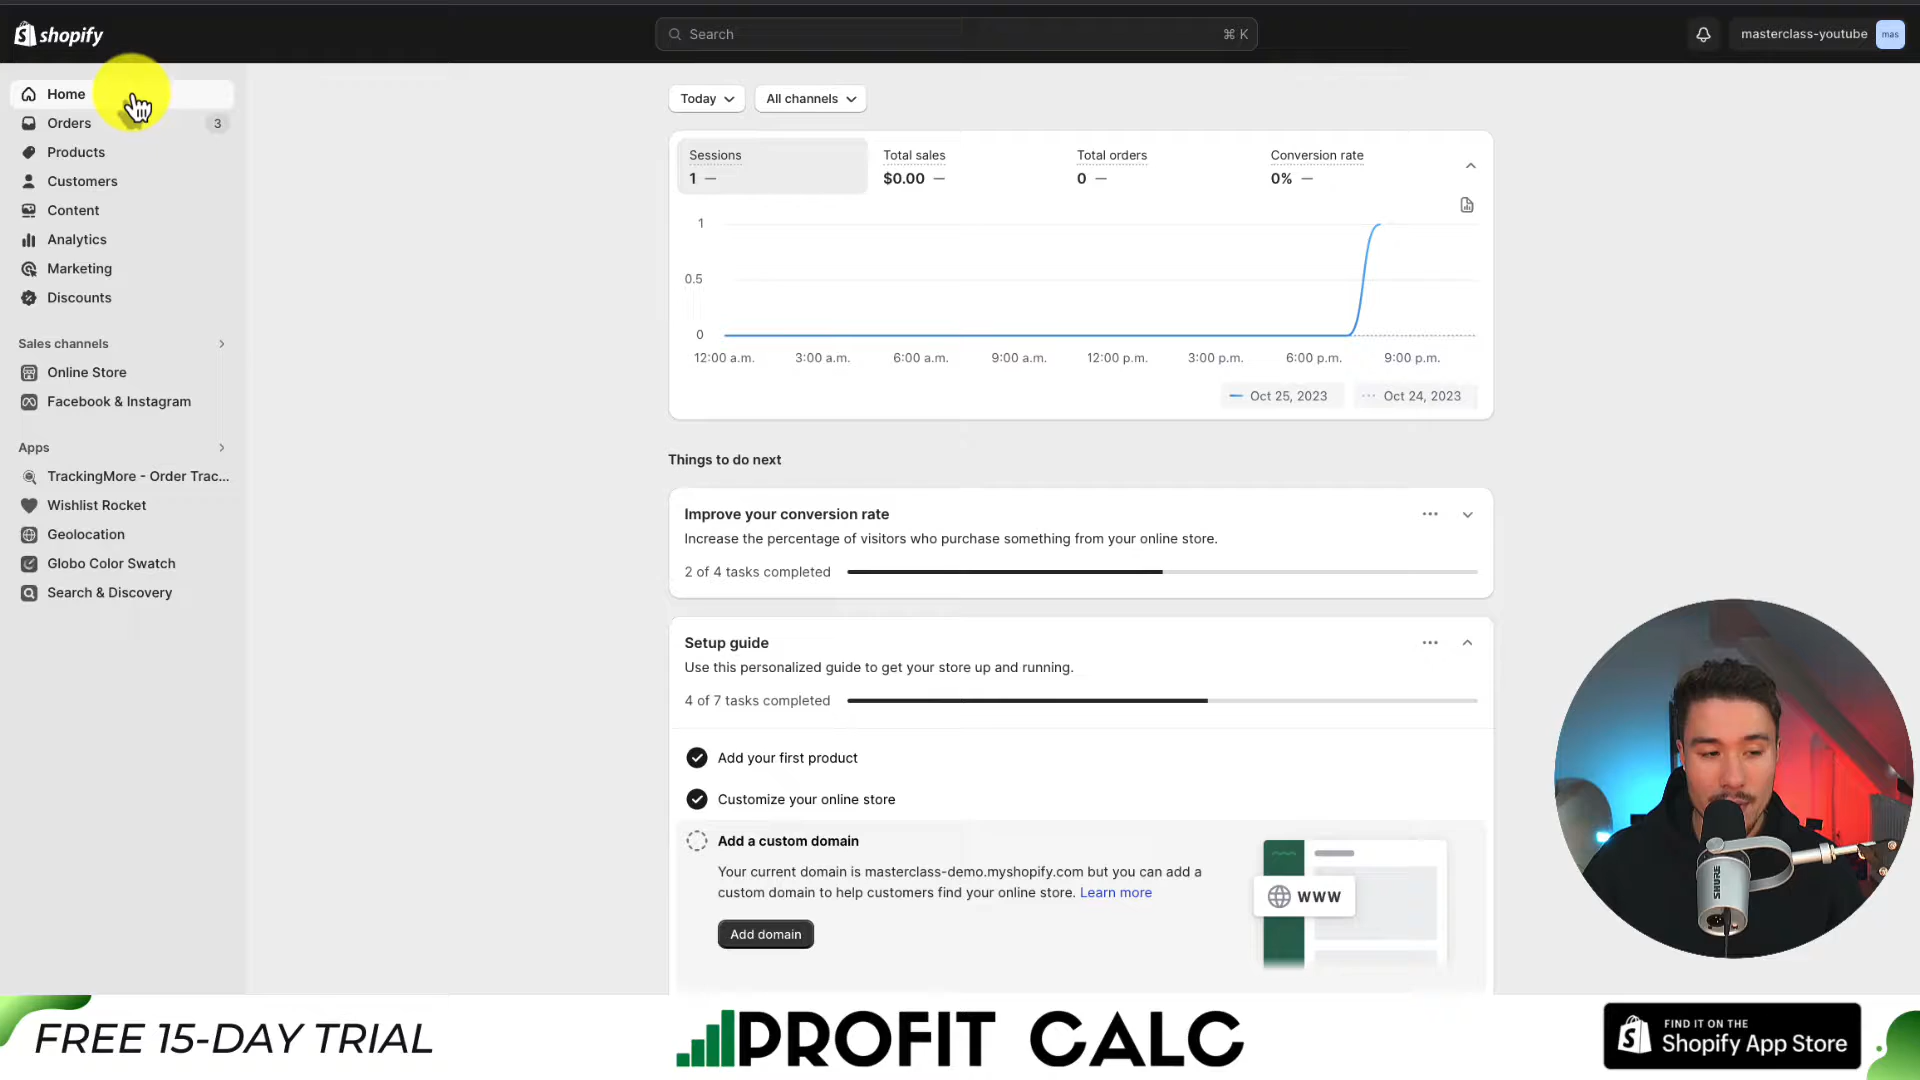 shopify
Search
⌘ K
masterclass-youtube
mas
Home
Orders
3
Products
Customers
Content
Analytics
Marketing
Discounts
Sales channels
Online Store
Facebook & Instagram
Apps
TrackingMore - Order Trac...
Wishlist Rocket
Geolocation
Globo Color Swatch
Search & Discovery
Today
All channels
Sessions
1 —
Total sales
$0.00 —
Total orders
0 —
Conversion rate
0% —
1
0.5
0
12:00 a.m. 3:00 a.m. 6:00 a.m. 9:00 a.m. 12:00 p.m. 3:00 p.m. 6:00 p.m. 9:00 p.m.
Oct 25, 2023
Oct 24, 2023
Things to do next
Improve your conversion rate
Increase the percentage of visitors who purchase something from your online store.
2 of 4 tasks completed
Setup guide
Use this personalized guide to get your store up and running.
4 of 7 tasks completed
Add your first product
Customize your online store
Add a custom domain
Your current domain is masterclass-demo.myshopify.com but you can add a
custom domain to help customers find your online store. Learn more
Add domain
WWW
SHURE
FREE 15-DAY TRIAL
PROFIT CALC
FIND IT ON THE
Shopify App Store